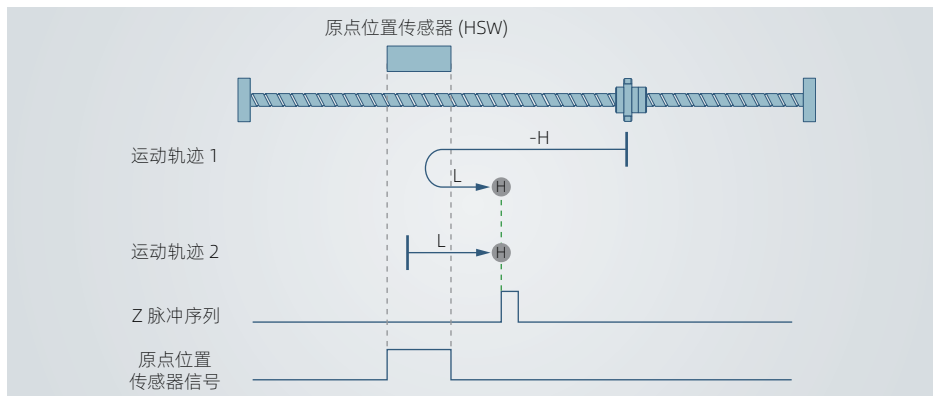 原点位置传感器 (HSW)
-H
运动轨迹 1
L
H
运动轨迹 2
L
H
Z 脉冲序列
原点位置
传感器信号